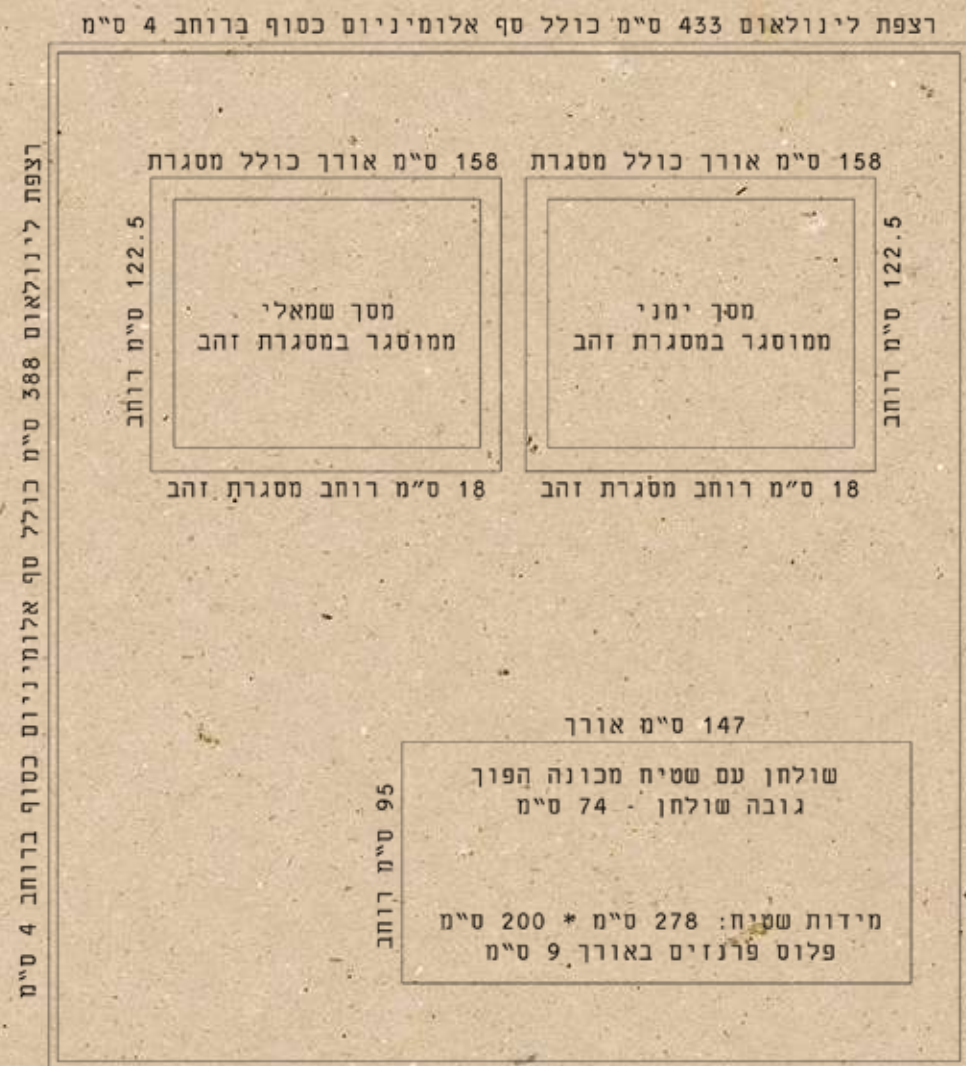 רצפת לינולאום 433 ס״מ כולל סף אלומיניום כסוף ברוחב 4 ס״מ
רצפת לינולאום 388 ס״מ כולל סף אלומיניום כסוף ברוחב 4 ס״מ
158 ס״מ אורך כולל מסגרת
122.5 ס״מ רוחב
מסך ימני
ממוסגר במסגרת זהב
18 ס״מ רוחב מסגרת זהב
158 ס״מ אורך כולל מסגרת
122.5 ס״מ רוחב
מסך שמאלי
ממוסגר במסגרת זהב
18 ס״מ רוחב מסגרת זהב
147 ס״מ אורך
95 ס״מ רוחב
שולחן עם שטיח מכונה הפוך
גובה שולחן - 74 ס״מ
מידות שטיח: 278 ס״מ * 200 ס״מ
פלוס פרנזים באורך 9 ס״מ